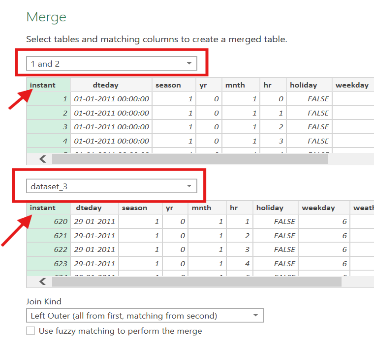 Merge
Select tables and matching columns to create a merged table.
1 and 2
instant dteday season yr mnth hr holiday weekday
1 01-01-2011 00:00:00 1 0 1 0 FALSE
2 01-01-2011 00:00:00 1 0 1 1 FALSE
3 01-01-2011 00:00:00 1 0 1 2 FALSE
4 01-01-2011 00:00:00 1 0 1 3 FALSE
dataset_3
instant dteday season yr mnth hr holiday weekday weath
620 29-01-2011 1 0 1 1 FALSE 6
621 29-01-2011 1 0 1 2 FALSE 6
622 29-01-2011 1 0 1 3 FALSE 6
623 29-01-2011 1 0 1 4 FALSE 6
Join Kind
Left Outer (all from first, matching from second)
Use fuzzy matching to perform the merge